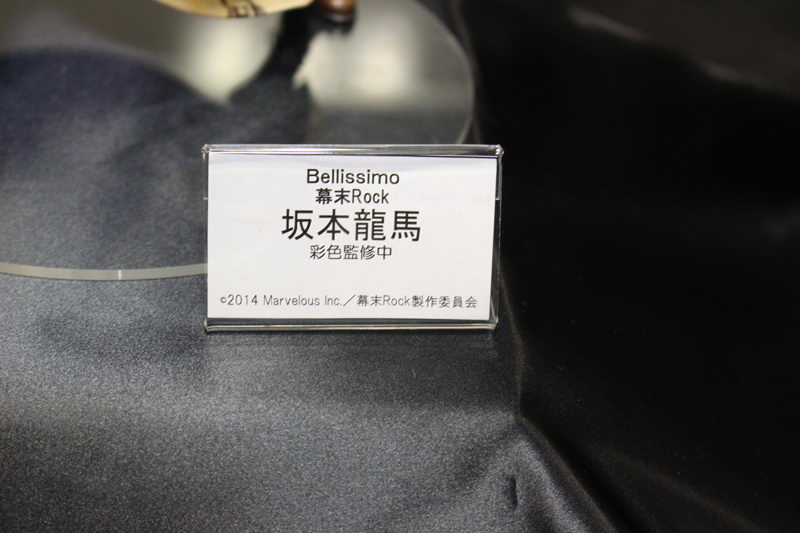 Bellissimo
幕末Rock
坂本龍馬
彩色監修中
©2014 Marvelous Inc.／幕末Rock製作委員会